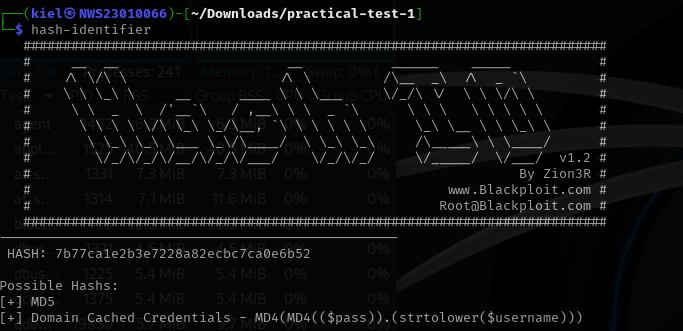 ┌──(kiel㉿NWS23010066)-[~/Downloads/practical-test-1]
└─$ hash-identifier
#########################################################################
v1.2 #
By Zion3R #
www.Blackploit.com #
Root@Blackploit.com #
#########################################################################
--------------------------------------------------
HASH: 7b77ca1e2b3e7228a82ecbc7ca0e6b52
Possible Hashs:
[+] MD5
[+] Domain Cached Credentials - MD4(MD4(($pass)).(strtolower($username)))